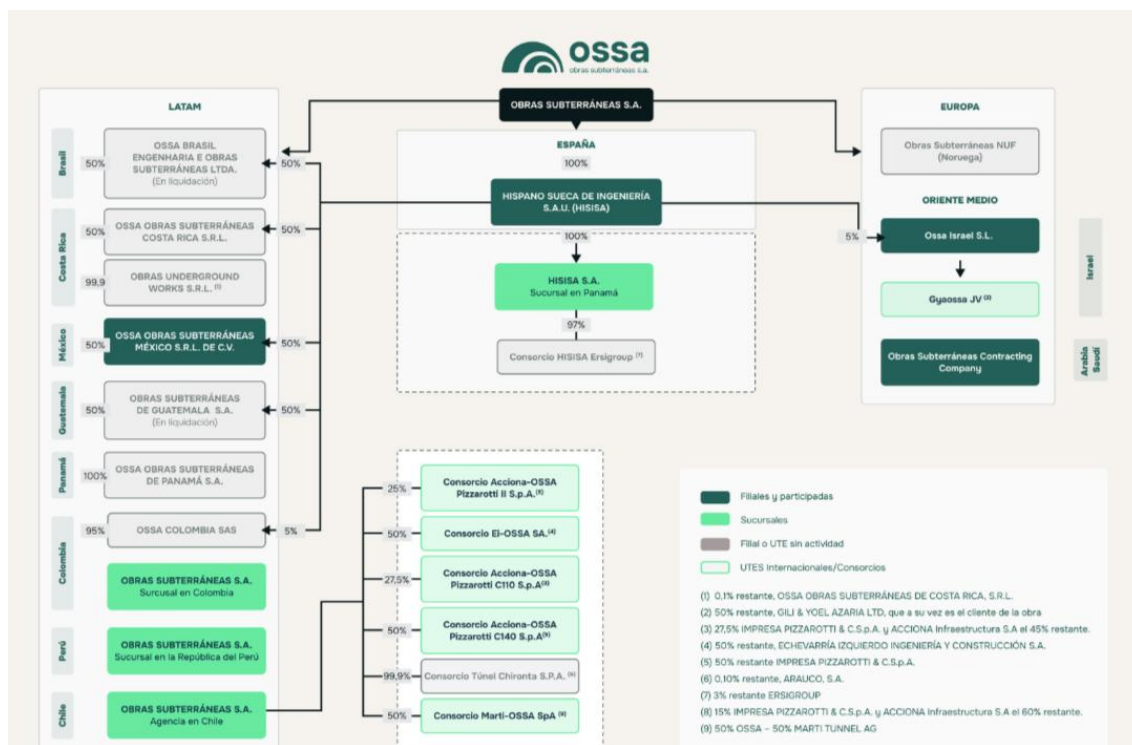 ossa
obras subterráneas s.a.
OBRAS SUBTERRÁNEAS S.A.
LATAM
Brasil
50%
OSSA BRASIL
ENGENHARIA E OBRAS
SUBTERRÁNEAS LTDA.
(En liquidación)
50%
Costa Rica
50%
OSSA OBRAS SUBTERRÁNEAS
COSTA RICA S.R.L.
50%
99,9
OBRAS UNDERGROUND
WORKS S.R.L. (1)
México
50%
OSSA OBRAS SUBTERRÁNEAS
MÉXICO S.R.L. DE C.V.
50%
Guatemala
50%
OBRAS SUBTERRÁNEAS
DE GUATEMALA S.A.
(En liquidación)
50%
Panamá
100%
OSSA OBRAS SUBTERRÁNEAS
DE PANAMÁ S.A.
Colombia
95%
OSSA COLOMBIA SAS
5%
OBRAS SUBTERRÁNEAS S.A.
Surcusal en Colombia
Perú
OBRAS SUBTERRÁNEAS S.A.
Sucursal en la República del Perú
Chile
OBRAS SUBTERRÁNEAS S.A.
Agencia en Chile
ESPAÑA
100%
HISPANO SUECA DE INGENIERÍA
S.A.U. (HISISA)
100%
HISISA S.A.
Sucursal en Panamá
97%
Consorcio HISISA Ersigroup (7)
25%
Consorcio Acciona-OSSA
Pizzarotti II S.p.A.(8)
50%
Consorcio Ei-OSSA SA.(4)
27,5%
Consorcio Acciona-OSSA
Pizzarotti C110 S.p.A(3)
50%
Consorcio Acciona-OSSA
Pizzarotti C140 S.p.A(5)
99,9%
Consorcio Túnel Chironta S.P.A. (6)
50%
Consorcio Marti-OSSA SpA (9)
EUROPA
Obras Subterráneas NUF
(Noruega)
ORIENTE MEDIO
5%
Ossa Israel S.L.
Gyaossa JV (2)
Israel
Obras Subterráneas Contracting
Company
Arabia
Saudí
Filiales y participadas
Sucursales
Filial o UTE sin actividad
UTES Internacionales/Consorcios
(1) 0,1% restante, OSSA OBRAS SUBTERRÁNEAS DE COSTA RICA, S.R.L.
(2) 50% restante, GILI & YOEL AZARIA LTD, que a su vez es el cliente de la obra
(3) 27,5% IMPRESA PIZZAROTTI & C.S.p.A. y ACCIONA Infraestructura S.A el 45% restante.
(4) 50% restante, ECHEVARRÍA IZQUIERDO INGENIERÍA Y CONSTRUCCIÓN S.A.
(5) 50% restante IMPRESA PIZZAROTTI & C.S.p.A.
(6) 0,10% restante, ARAUCO, S.A.
(7) 3% restante ERSIGROUP
(8) 15% IMPRESA PIZZAROTTI & C.S.p.A. y ACCIONA Infraestructura S.A el 60% restante.
(9) 50% OSSA – 50% MARTI TUNNEL AG